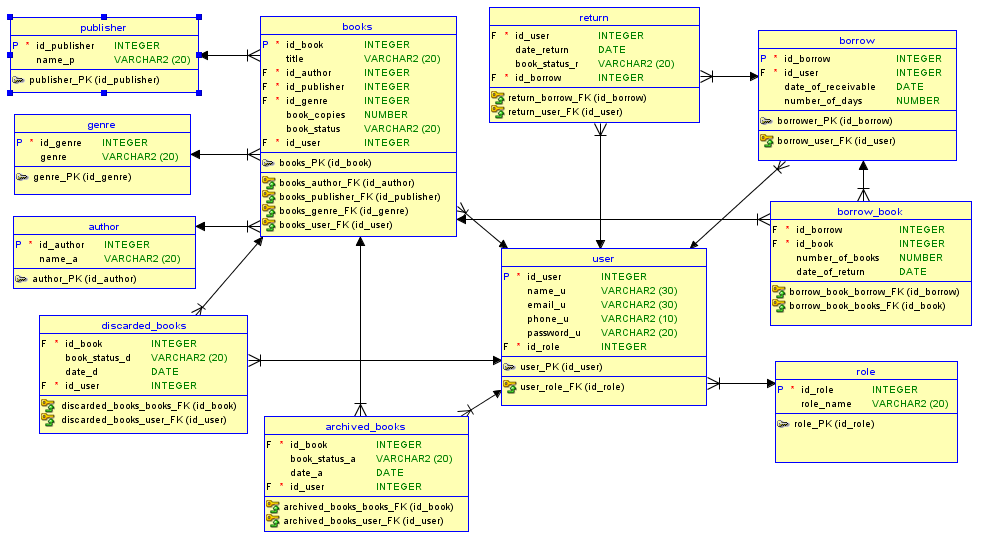 publisher
P * id_publisher INTEGER
name_p VARCHAR2 (20)
publisher_PK (id_publisher)
books
P * id_book INTEGER
title VARCHAR2 (20)
F * id_author INTEGER
F * id_publisher INTEGER
F * id_genre INTEGER
book_copies NUMBER
book_status VARCHAR2 (20)
F * id_user INTEGER
books_PK (id_book)
books_author_FK (id_author)
books_publisher_FK (id_publisher)
books_genre_FK (id_genre)
books_user_FK (id_user)
return
F * id_user INTEGER
date_return DATE
book_status_r VARCHAR2 (20)
F * id_borrow INTEGER
return_borrow_FK (id_borrow)
return_user_FK (id_user)
borrow
P * id_borrow INTEGER
F * id_user INTEGER
date_of_receivable DATE
number_of_days NUMBER
borrower_PK (id_borrow)
borrow_user_FK (id_user)
genre
P * id_genre INTEGER
genre VARCHAR2 (20)
genre_PK (id_genre)
author
P * id_author INTEGER
name_a VARCHAR2 (20)
author_PK (id_author)
user
P * id_user INTEGER
name_u VARCHAR2 (30)
email_u VARCHAR2 (30)
phone_u VARCHAR2 (10)
password_u VARCHAR2 (20)
F * id_role INTEGER
user_PK (id_user)
user_role_FK (id_role)
borrow_book
F * id_borrow INTEGER
F * id_book INTEGER
number_of_books NUMBER
date_of_return DATE
borrow_book_borrow_FK (id_borrow)
borrow_book_books_FK (id_book)
discarded_books
F * id_book INTEGER
book_status_d VARCHAR2 (20)
date_d DATE
F * id_user INTEGER
discarded_books_books_FK (id_book)
discarded_books_user_FK (id_user)
archived_books
F * id_book INTEGER
book_status_a VARCHAR2 (20)
date_a DATE
F * id_user INTEGER
archived_books_books_FK (id_book)
archived_books_user_FK (id_user)
role
P * id_role INTEGER
role_name VARCHAR2 (20)
role_PK (id_role)